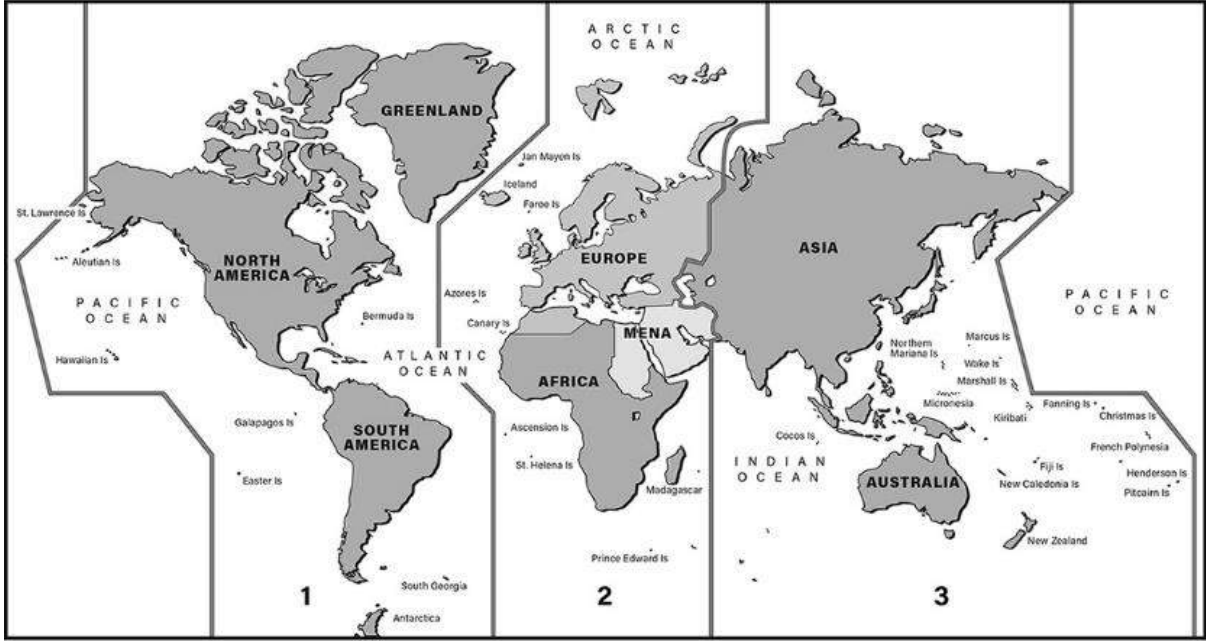 ARCTIC
OCEAN
GREENLAND
Jan Mayen Is
Iceland
Faroe Is
St. Lawrence Is
NORTH
AMERICA
EUROPE
ASIA
Aleutian Is
PACIFIC
OCEAN
Azores Is
Bermuda Is
Canary Is
MENA
PACIFIC
OCEAN
Hawaiian Is
ATLANTIC
OCEAN
AFRICA
Northern
Mariana Is
Marcus Is
Wake Is
Marshall Is
Micronesia
Kiribati
Fanning Is
Christmas Is
Galapagos Is
SOUTH
AMERICA
Ascension Is
Cocos Is
French Polynesia
St. Helena Is
INDIAN
OCEAN
Fiji Is
Henderson Is
Easter Is
Madagascar
AUSTRALIA
New Caledonia Is
Pitcairn Is
New Zealand
Prince Edward Is
South Georgia
1
2
3
Antarctica